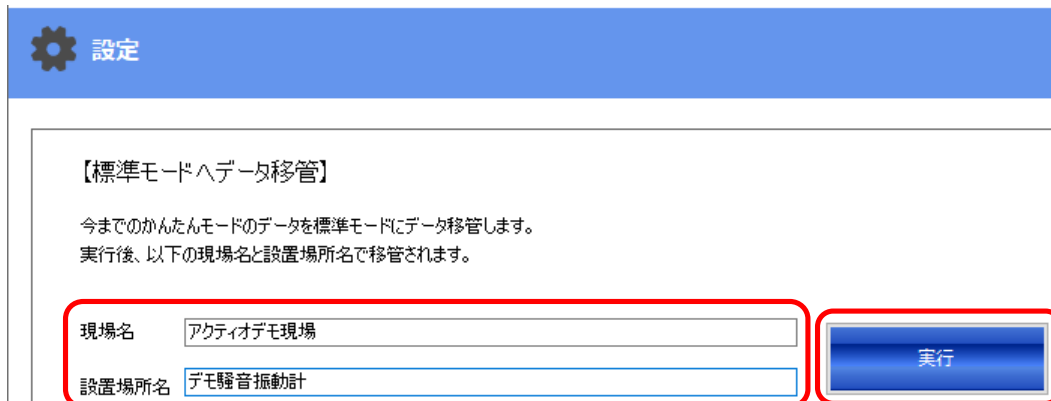 設定
【標準モードへデータ移管】
今までのかんたんモードのデータを標準モードにデータ移管します。
実行後、以下の現場名と設置場所名で移管されます。
現場名 アクティオデモ現場
実行
設置場所名 デモ騒音振動計